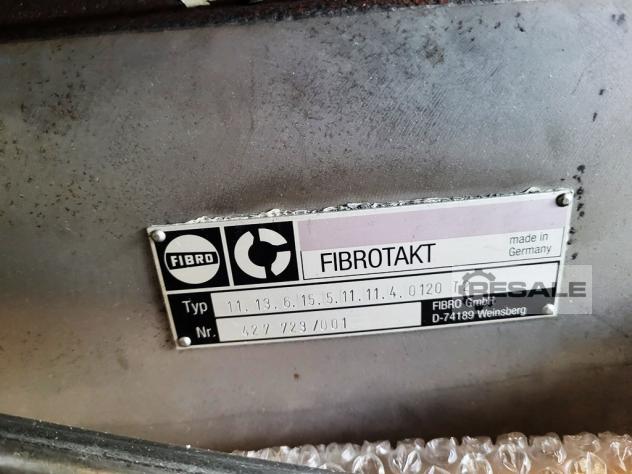 FIBRO
FIBROTAKT
made in
Germany
Typ 11.13.6.15.5.11.11.4.0120 T
RESALE
Nr. 427 729/001
FIBRO GmbH
D-74189 Weinsberg